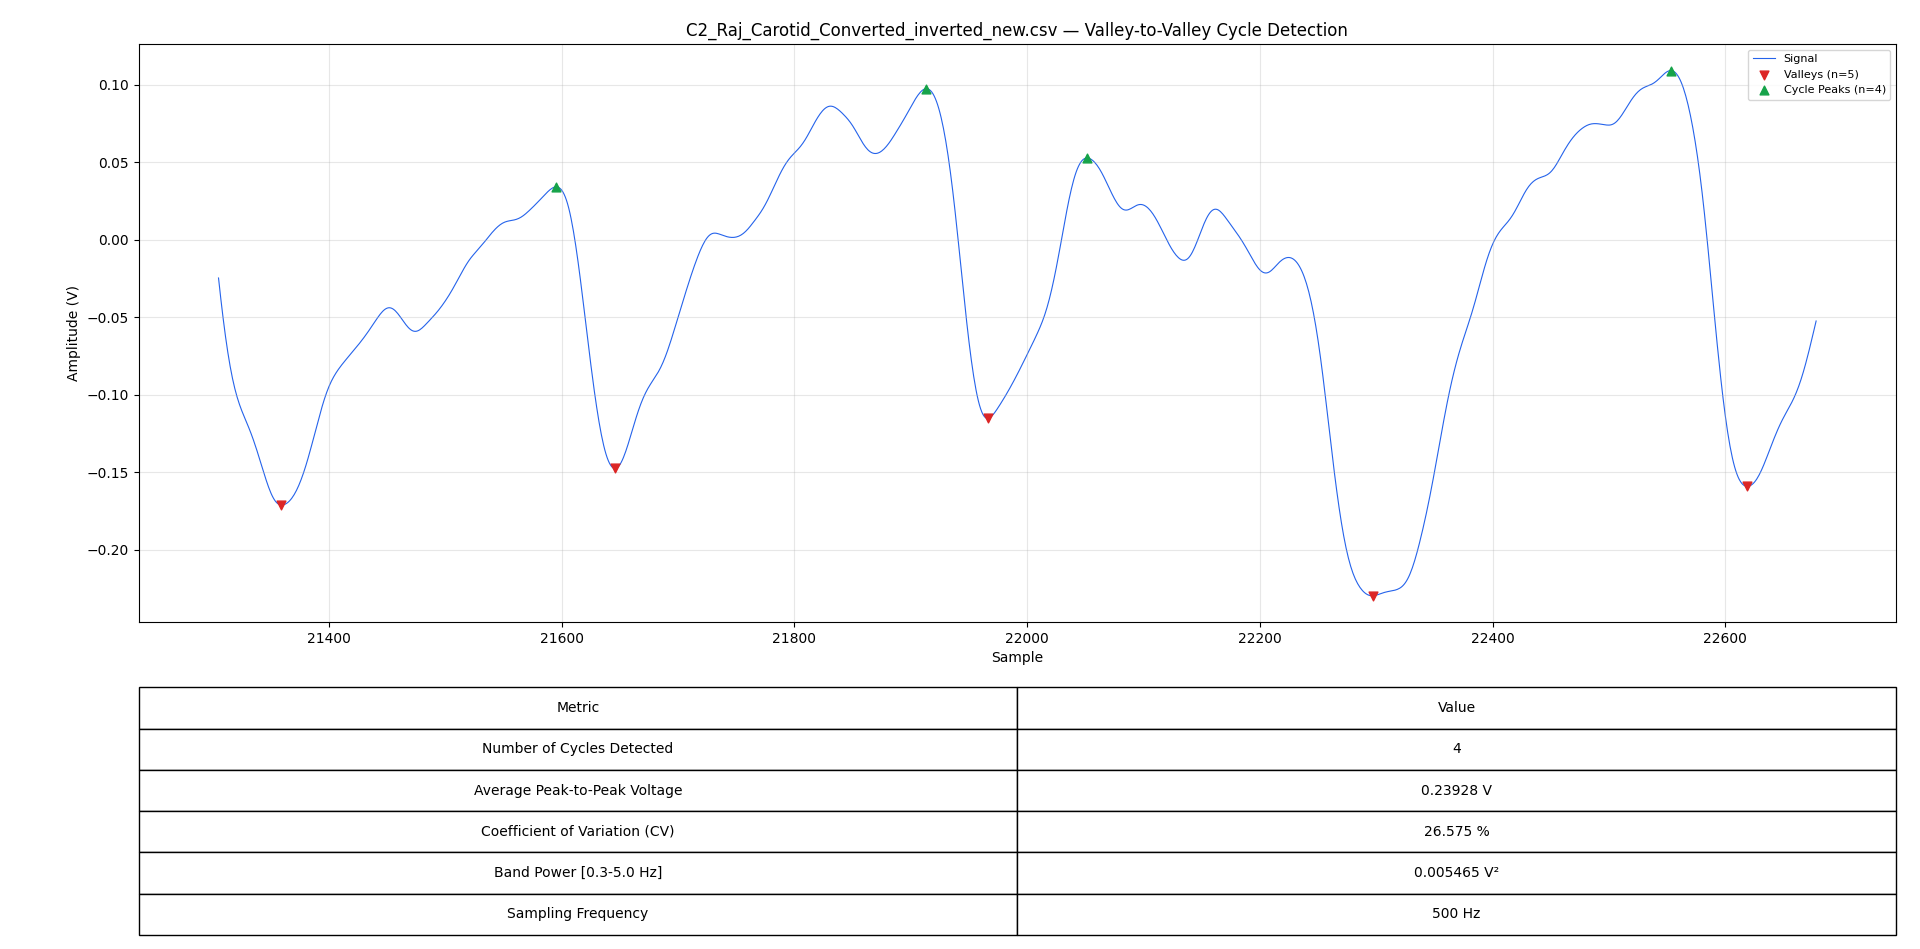 C2_Raj_Carotid_Converted_inverted_new.csv — Valley-to-Valley Cycle Detection
Signal
Valleys (n=5)
Cycle Peaks (n=4)
Amplitude (V)
0.10
0.05
0.00
−0.05
−0.10
−0.15
−0.20
21400 21600 21800 22000 22200 22400 22600
Sample
Metric Value
Number of Cycles Detected 4
Average Peak-to-Peak Voltage 0.23928 V
Coefficient of Variation (CV) 26.575 %
Band Power [0.3-5.0 Hz] 0.005465 V²
Sampling Frequency 500 Hz